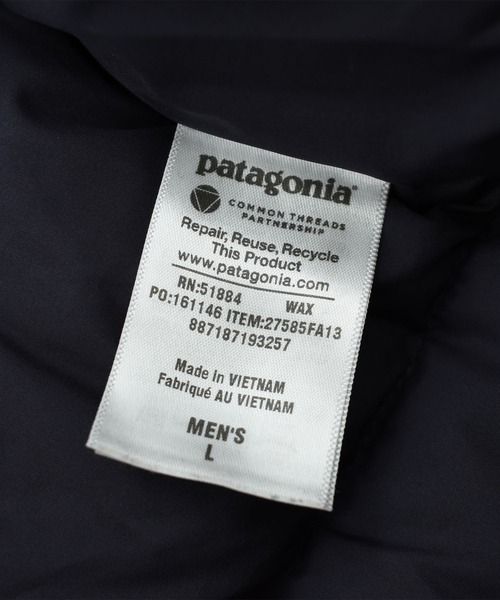 patagonia®
COMMON THREADS
PARTNERSHIP
Repair, Reuse, Recycle
This Product
www.patagonia.com
RN:51884 WAX
PO:161146 ITEM:27585FA13
887187193257
Made in VIETNAM
Fabriqué AU VIETNAM
MEN'S
L